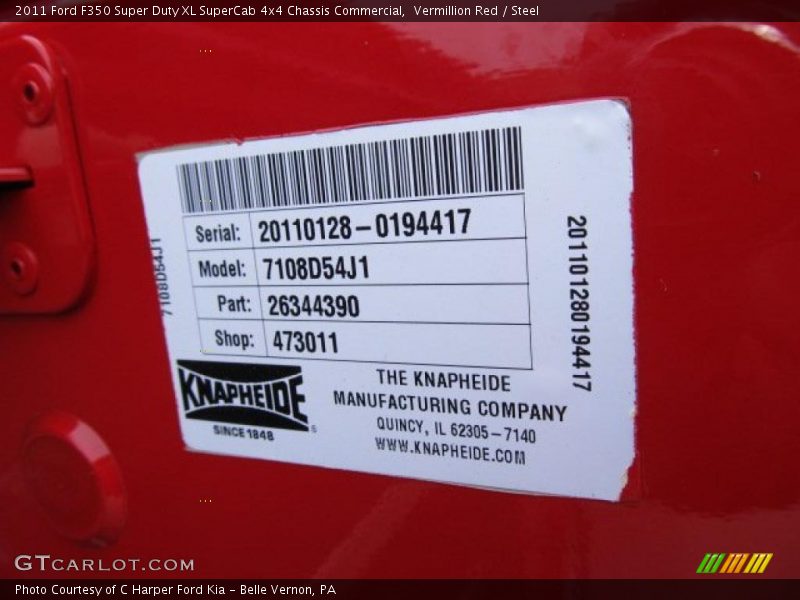 2011 Ford F350 Super Duty XL SuperCab 4x4 Chassis Commercial, Vermillion Red / Steel
Serial: 20110128-0194417
Model: 7108D54J1
Part: 26344390
Shop: 473011
7108D54J1
201101280194417
KNAPHEIDE
SINCE 1848 ®
THE KNAPHEIDE
MANUFACTURING COMPANY
QUINCY, IL 62305-7140
WWW.KNAPHEIDE.COM
GTCARLOT.COM
Photo Courtesy of C Harper Ford Kia - Belle Vernon, PA